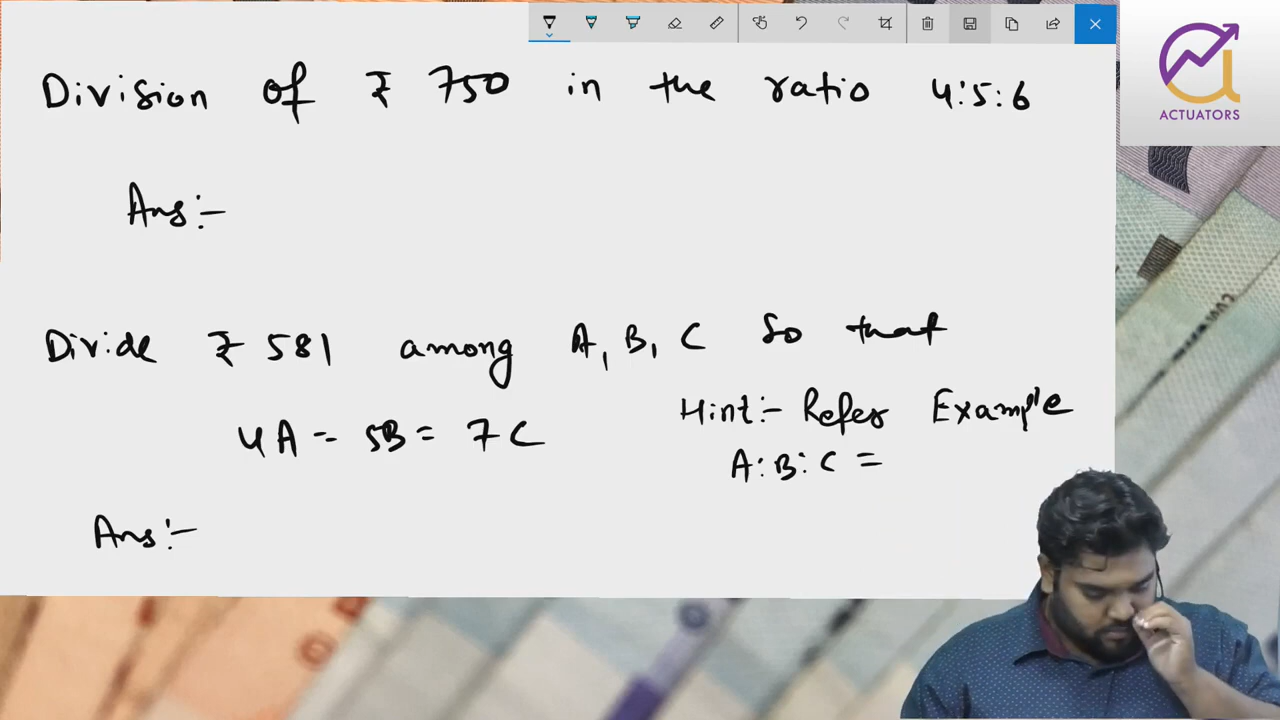 ACTUATORS
Division of ₹ 750 in the ratio 4:5:6
Ans:-
Divide ₹ 581 among A, B, C So that
4A = 5B = 7C
Hint:- Refer Example
A:B:C =
Ans:-